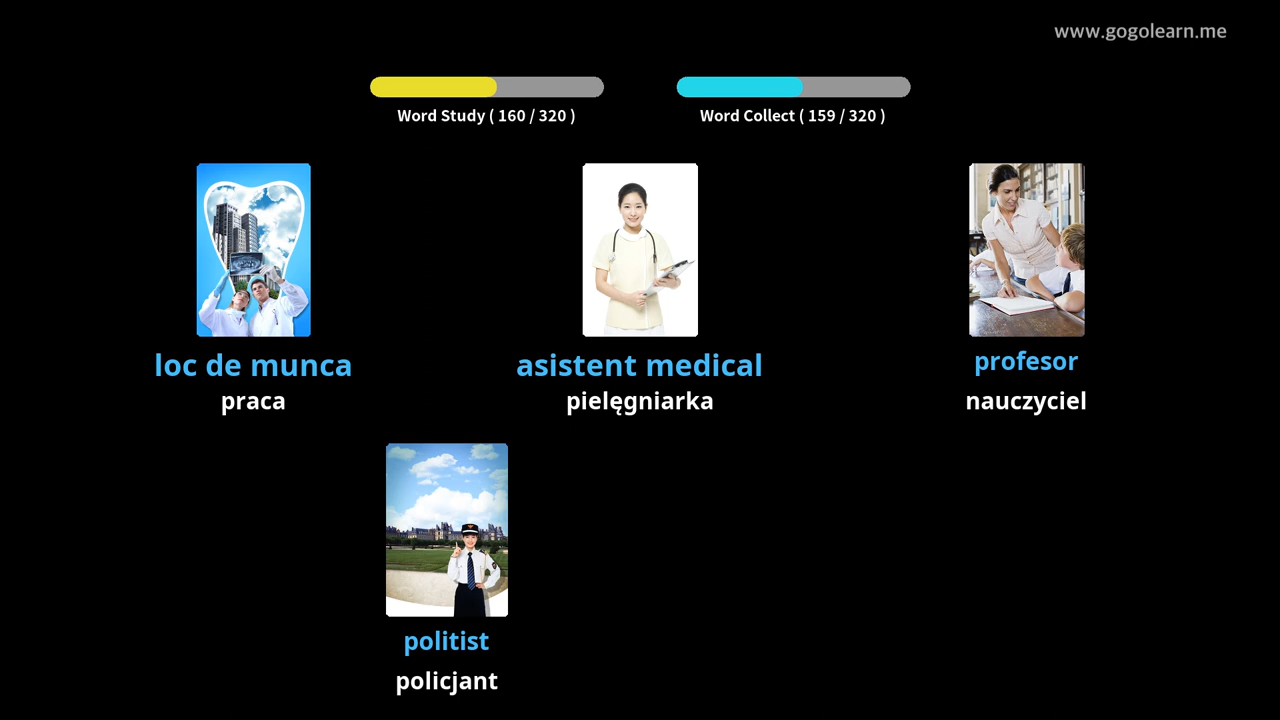 www.gogolearn.me
Word Study ( 160 / 320 )
Word Collect ( 159 / 320 )
loc de munca
praca
asistent medical
pielęgniarka
profesor
nauczyciel
politist
policjant